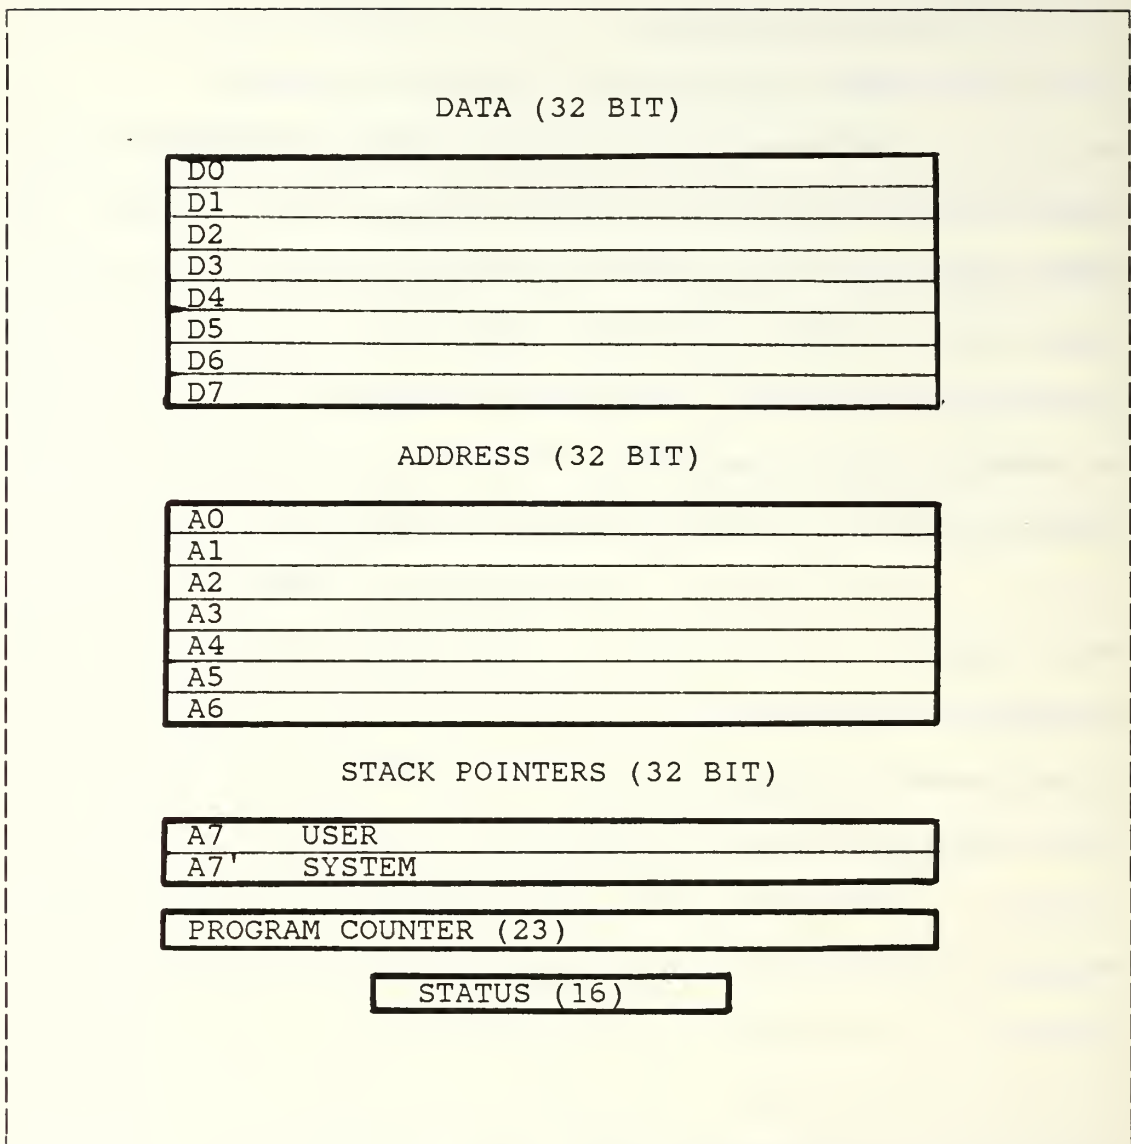 DATA (32 BIT)
D0
D1
D2
D3
D4
D5
D6
D7
ADDRESS (32 BIT)
A0
A1
A2
A3
A4
A5
A6
STACK POINTERS (32 BIT)
A7 USER
A7' SYSTEM
PROGRAM COUNTER (23)
STATUS (16)